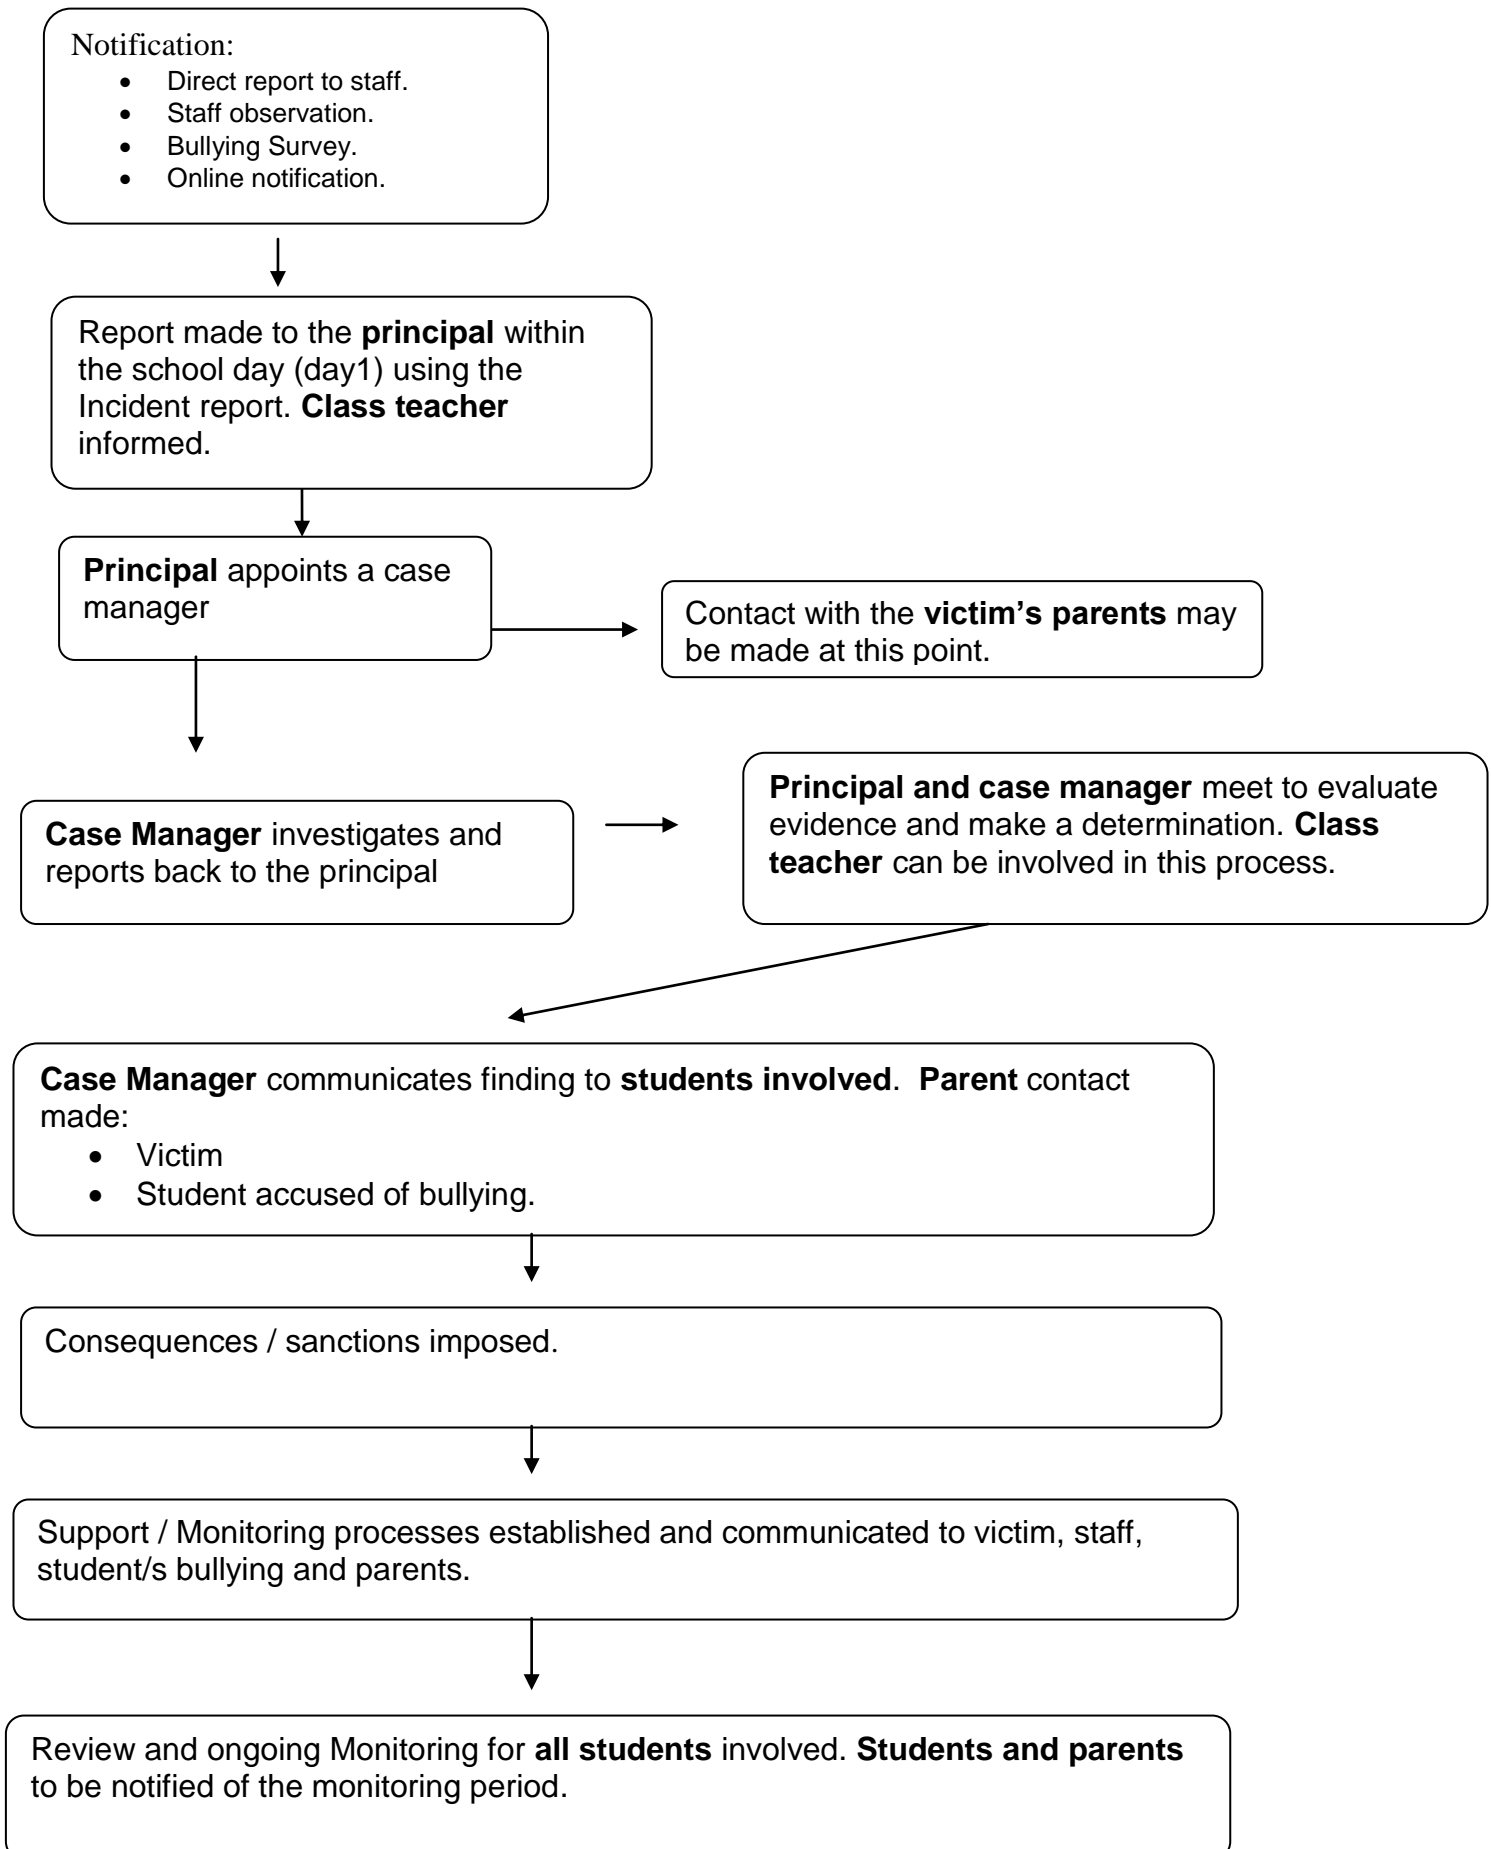 Notification:
• Direct report to staff.
• Staff observation.
• Bullying Survey.
• Online notification.
Report made to the principal within
the school day (day1) using the
Incident report. Class teacher
informed.
Principal appoints a case
manager
Contact with the victim’s parents may
be made at this point.
Case Manager investigates and
reports back to the principal
Principal and case manager meet to evaluate
evidence and make a determination. Class
teacher can be involved in this process.
Case Manager communicates finding to students involved.  Parent contact
made:
• Victim
• Student accused of bullying.
Consequences / sanctions imposed.
Support / Monitoring processes established and communicated to victim, staff,
student/s bullying and parents.
Review and ongoing Monitoring for all students involved. Students and parents
to be notified of the monitoring period.